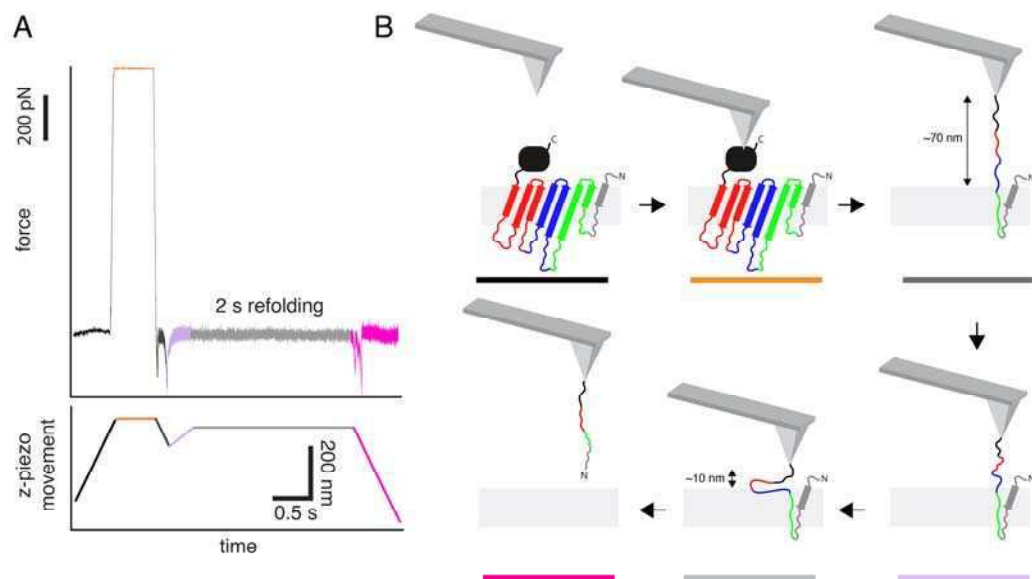 A
B
200 pN
force
2 s refolding
z-piezo
movement
200 nm
0.5 s
time
C
N
C
N
~70 nm
N
N
~10 nm
N
N